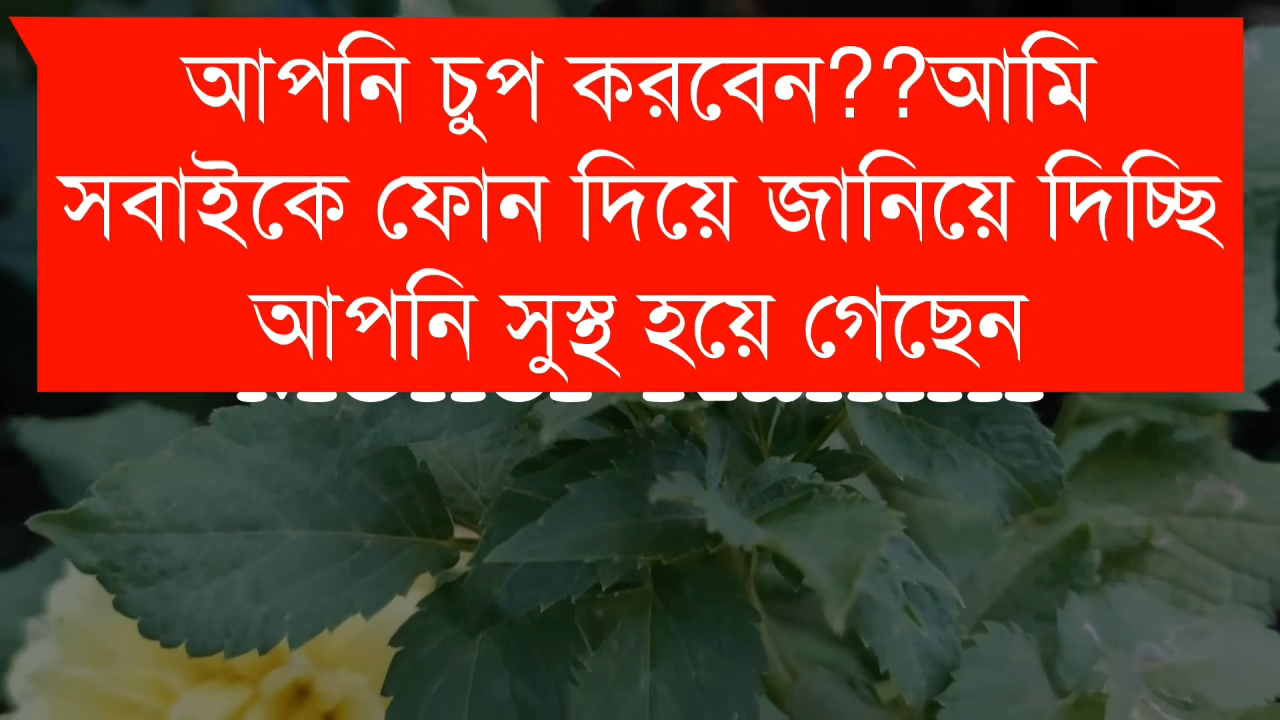 আপনি চুপ করবেন??আমি
সবাইকে ফোন দিয়ে জানিয়ে দিচ্ছি
আপনি সুস্থ হয়ে গেছেন